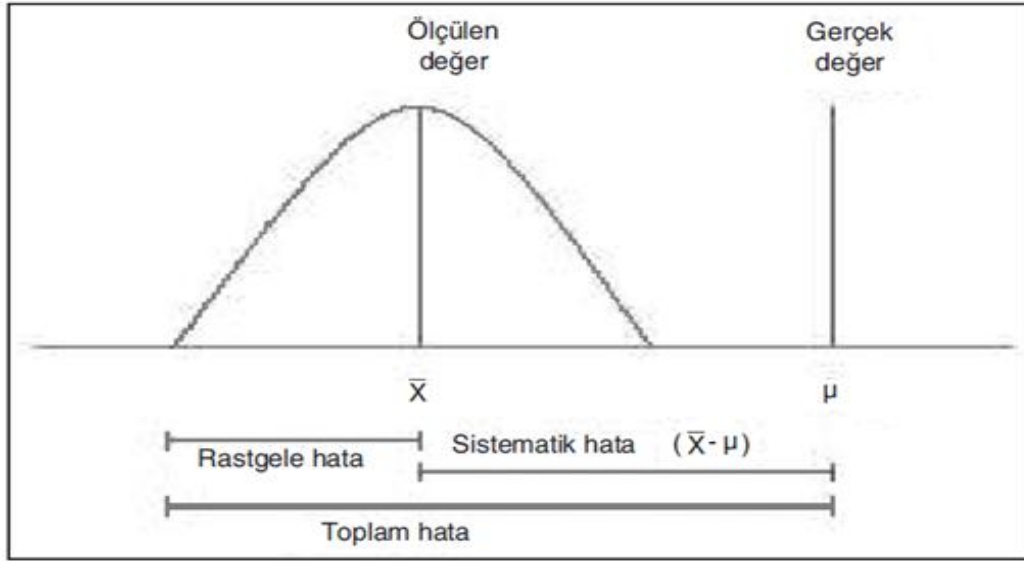 Ölçülen
değer
Gerçek
değer
X̄
μ
Rastgele hata
Sistematik hata (X̄ - μ)
Toplam hata